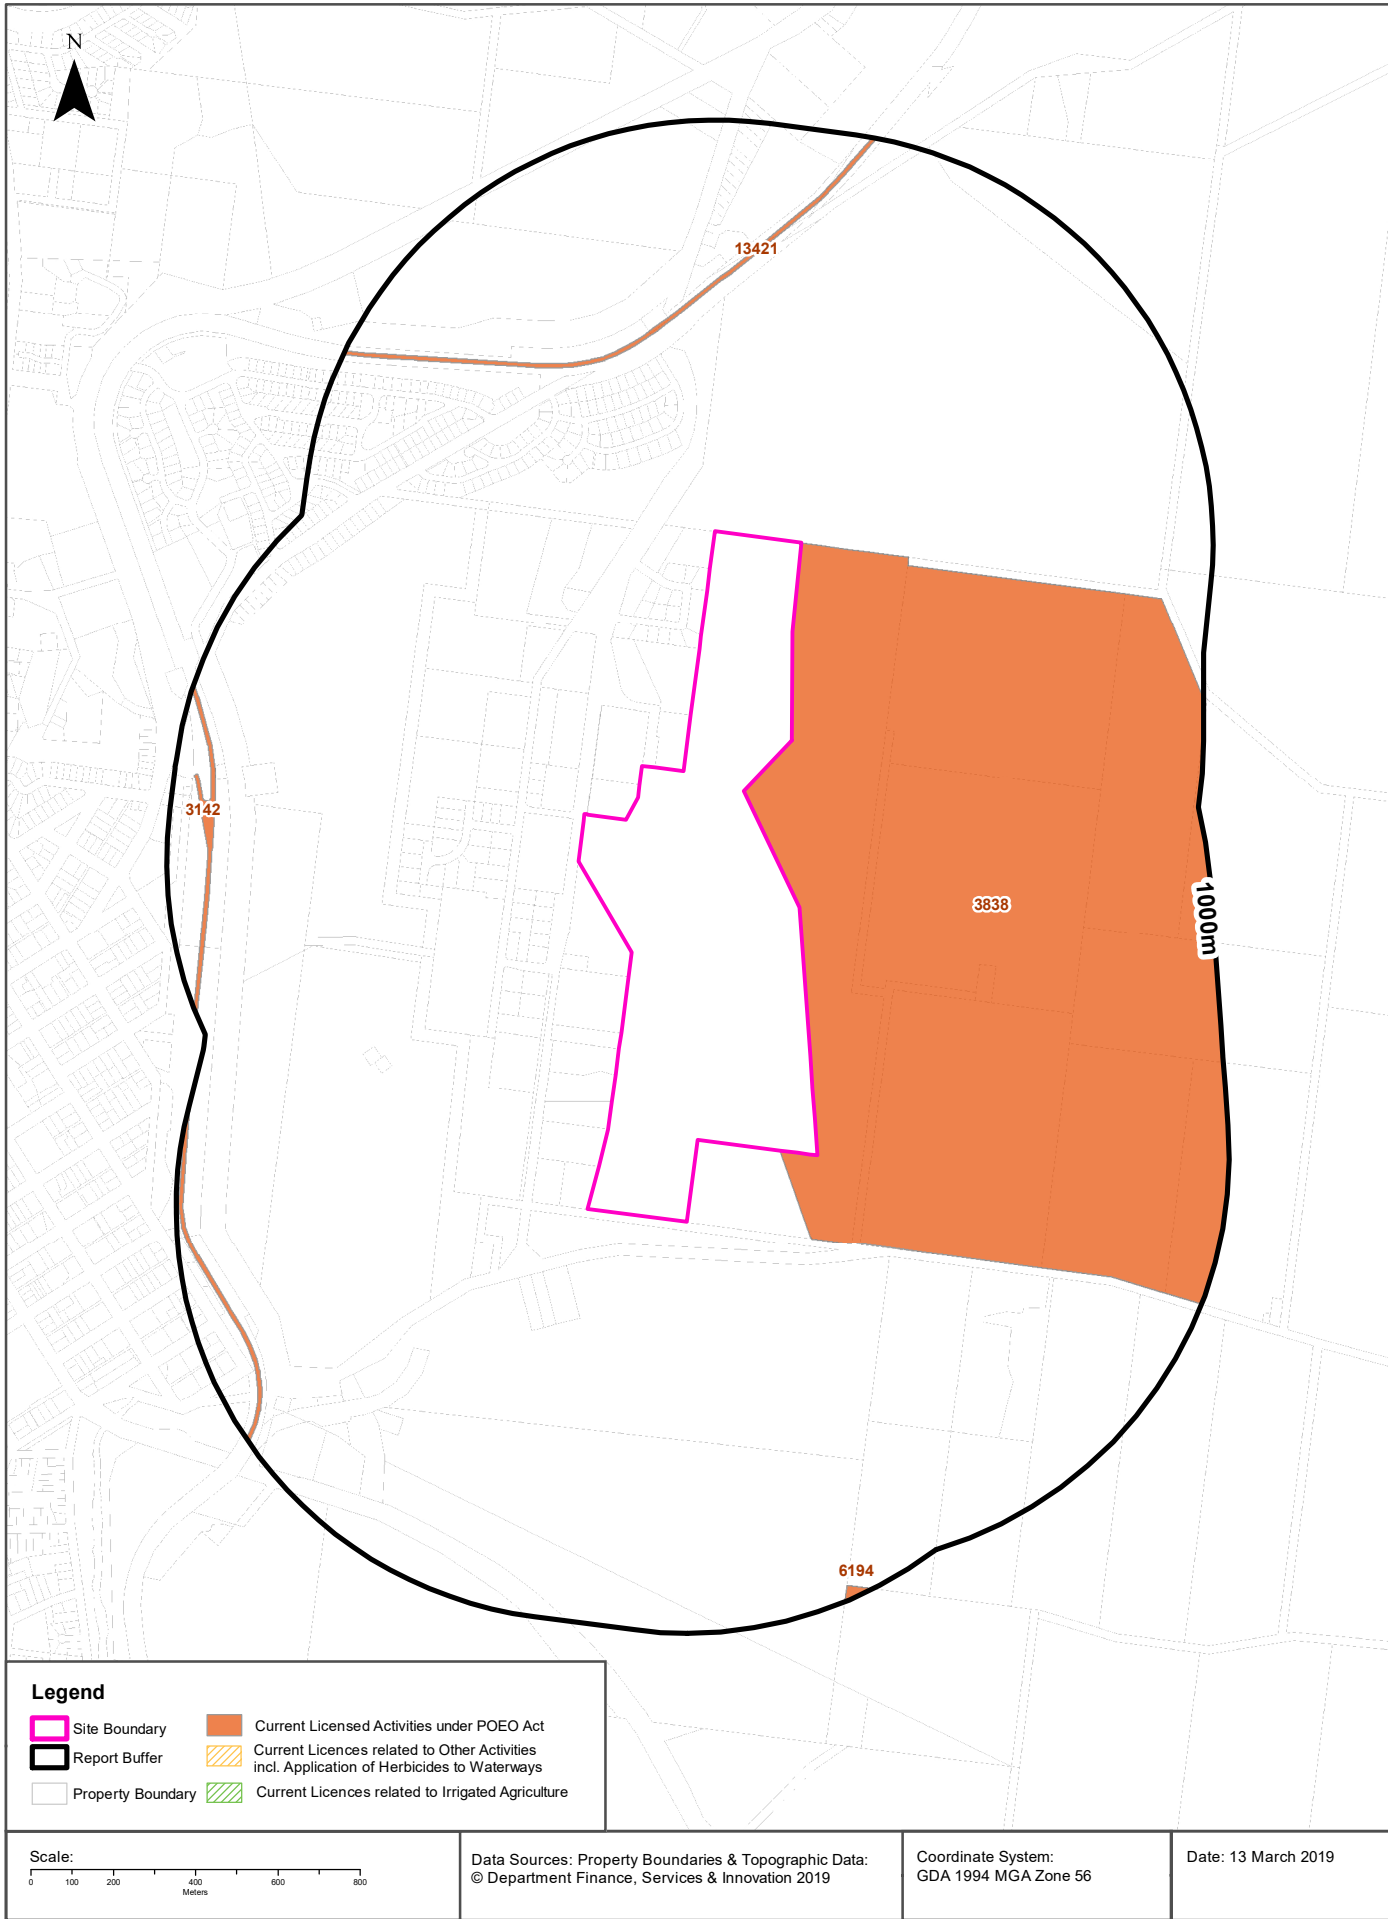 N
13421
3142
3838
1000m
6194
Legend
Site Boundary
Report Buffer
Property Boundary
Current Licensed Activities under POEO Act
Current Licences related to Other Activities
incl. Application of Herbicides to Waterways
Current Licences related to Irrigated Agriculture
Scale:
0 100 200 400 600 800
Meters
Data Sources: Property Boundaries & Topographic Data:
© Department Finance, Services & Innovation 2019
Coordinate System:
GDA 1994 MGA Zone 56
Date: 13 March 2019